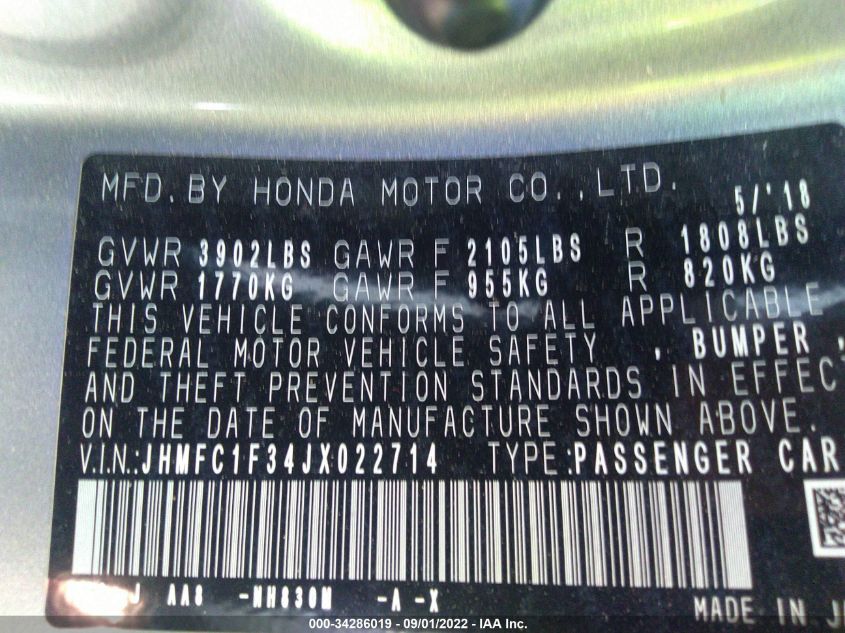 MFD. BY HONDA MOTOR CO., LTD. 5/'18
GVWR 3902LBS GAWR F 2105LBS R 1808LBS
GVWR 1770KG GAWR F 955KG R 820KG
THIS VEHICLE CONFORMS TO ALL APPLICABLE
FEDERAL MOTOR VEHICLE SAFETY , BUMPER ,
AND THEFT PREVENTION STANDARDS IN EFFEC
ON THE DATE OF MANUFACTURE SHOWN ABOVE.
V.I.N.:JHMFC1F34JX022714 TYPE:PASSENGER CAR
J AA8 -NH830M -A -X
MADE IN JA
000-34286019 - 09/01/2022 - IAA Inc.